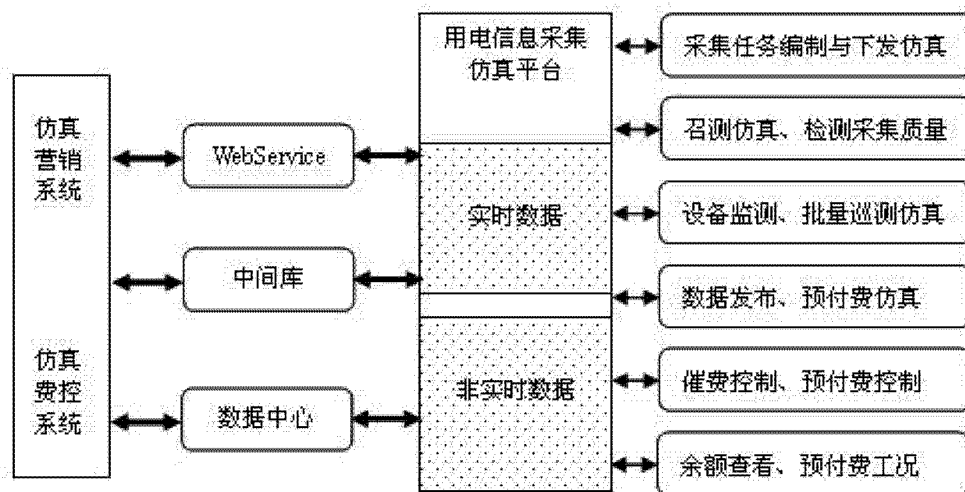 仿真
营销
系统
仿真
费控
系统
WebService
中间库
数据中心
用电信息采集
仿真平台
实时数据
非实时数据
采集任务编制与下发仿真
召测仿真、检测采集质量
设备监测、批量巡测仿真
数据发布、预付费仿真
催费控制、预付费控制
余额查看、预付费工况